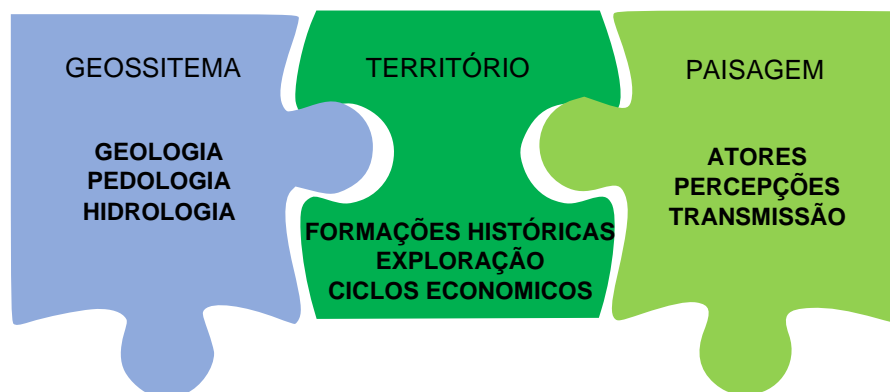 GEOSSITEMA
GEOLOGIA
PEDOLOGIA
HIDROLOGIA
TERRITÓRIO
FORMAÇÕES HISTÓRICAS
EXPLORAÇÃO
CICLOS ECONOMICOS
PAISAGEM
ATORES
PERCEPÇÕES
TRANSMISSÃO